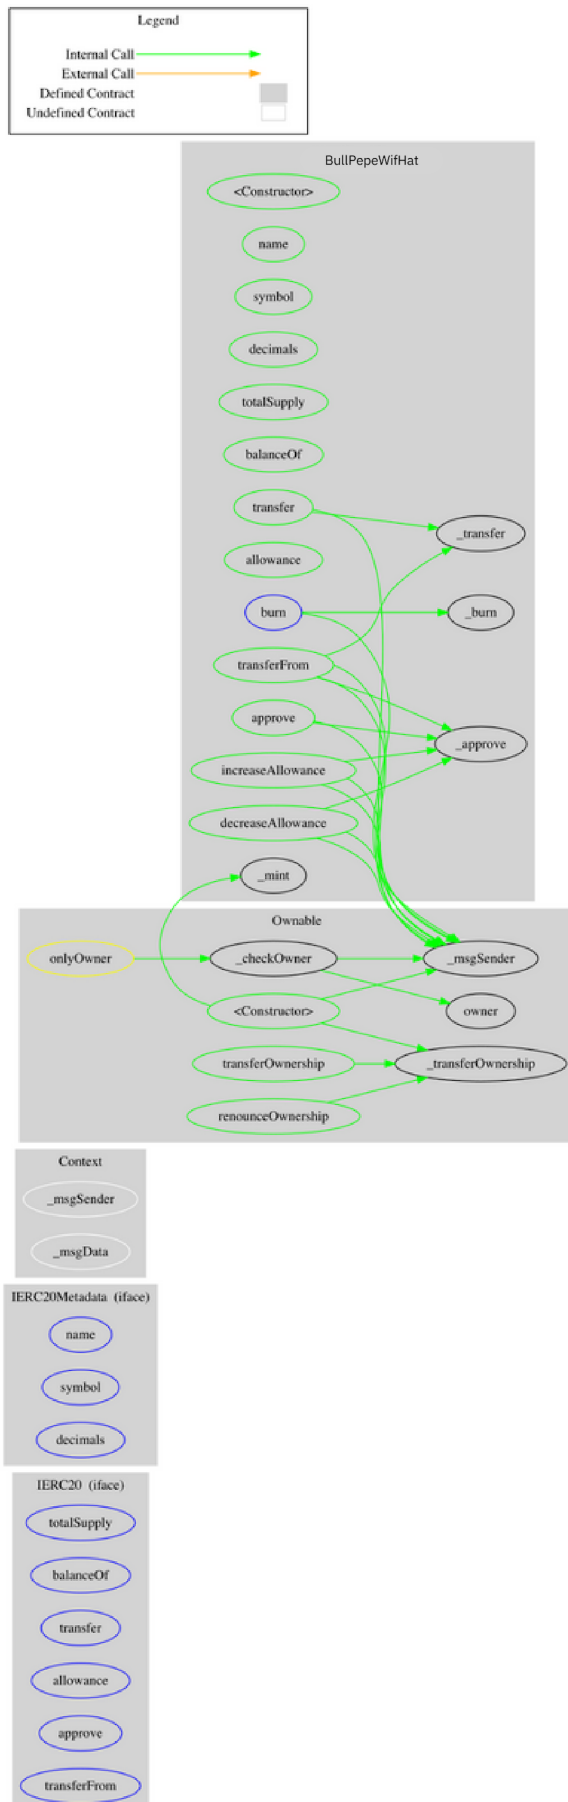 Legend
Internal Call
External Call
Defined Contract
Undefined Contract
BullPepeWifHat
<Constructor>
name
symbol
decimals
totalSupply
balanceOf
transfer
_transfer
allowance
burn
_burn
transferFrom
approve
_approve
increaseAllowance
decreaseAllowance
_mint
Ownable
onlyOwner
_checkOwner
_msgSender
<Constructor>
owner
transferOwnership
_transferOwnership
renounceOwnership
Context
_msgSender
_msgData
IERC20Metadata (iface)
name
symbol
decimals
IERC20 (iface)
totalSupply
balanceOf
transfer
allowance
approve
transferFrom